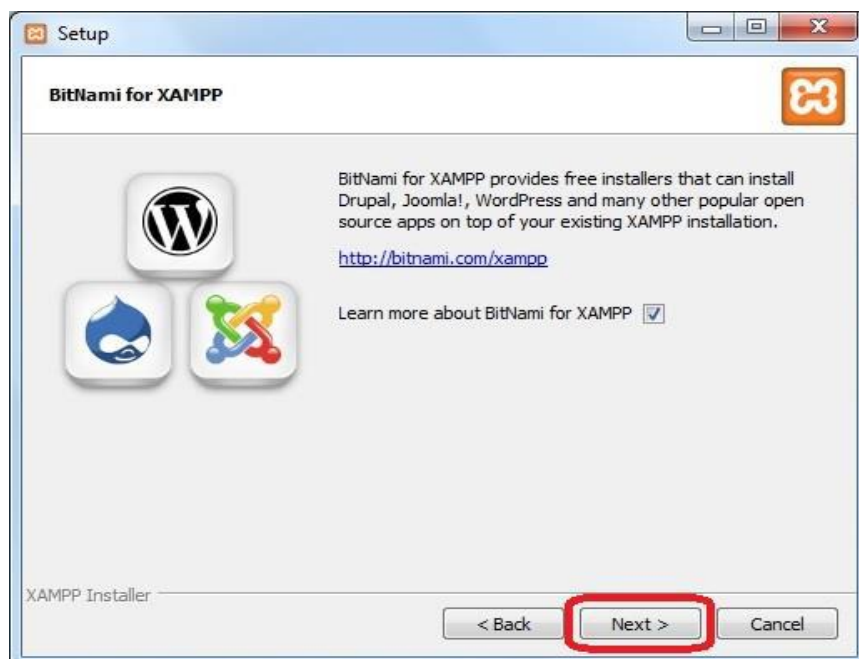 Setup
BitNami for XAMPP
BitNami for XAMPP provides free installers that can install
Drupal, Joomla!, WordPress and many other popular open
source apps on top of your existing XAMPP installation.
http://bitnami.com/xampp
Learn more about BitNami for XAMPP
XAMPP Installer
< Back Next > Cancel